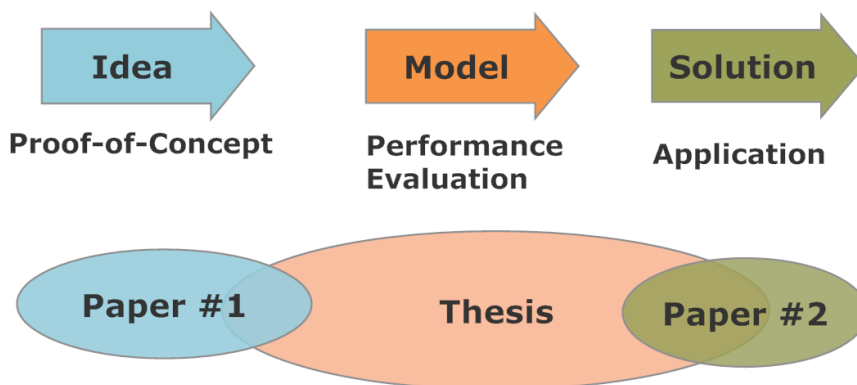 Idea
Model
Solution
Proof-of-Concept
Performance
Evaluation
Application
Paper #1
Thesis
Paper #2